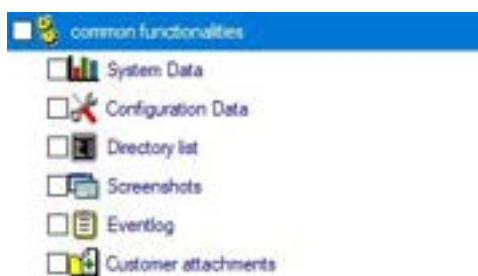 common functionalities
System Data
Configuration Data
Directory list
Screenshots
Eventlog
Customer attachments